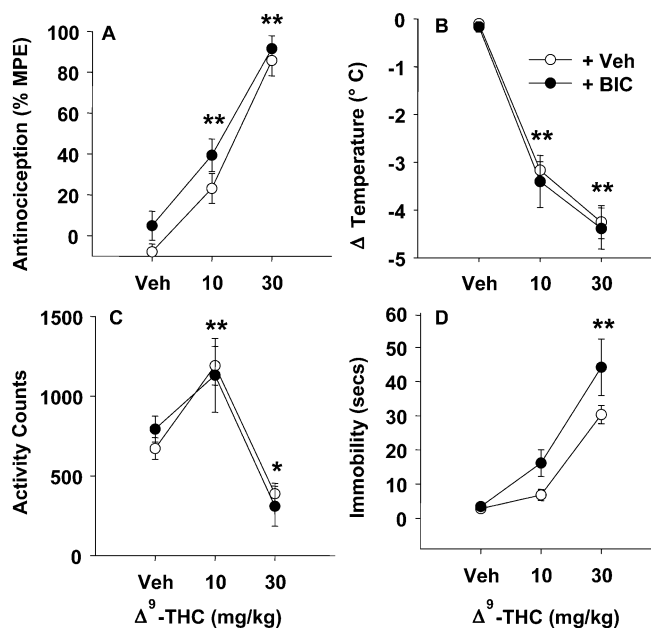 A
Antinociception (% MPE)
100
80
60
40
20
0
**
**
Veh 10 30
B
Δ Temperature (° C)
-0
-1
-2
-3
-4
-5
+ Veh
+ BIC
**
**
Veh 10 30
C
Activity Counts
1500
1000
500
0
**
*
Veh 10 30
Δ⁹-THC (mg/kg)
D
Immobility (secs)
60
50
40
30
20
10
0
**
Veh 10 30
Δ⁹-THC (mg/kg)